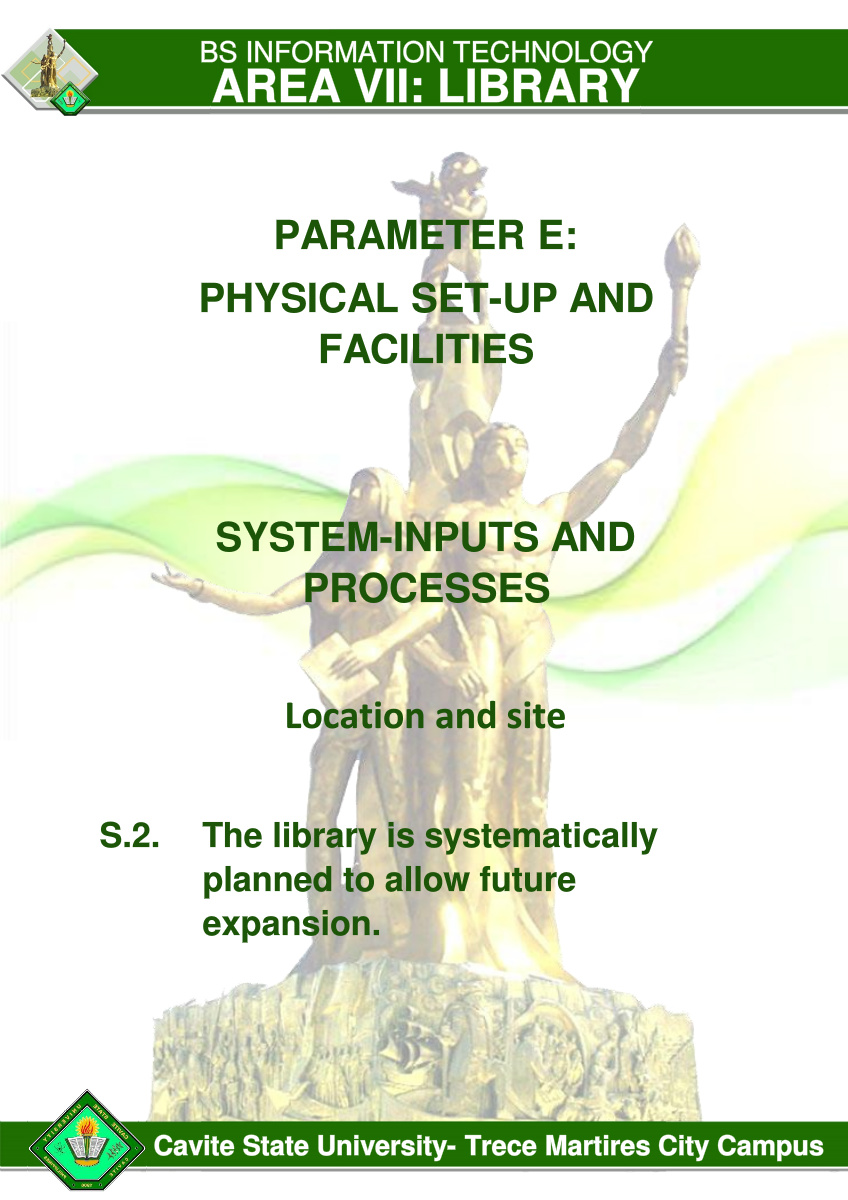 BS INFORMATION TECHNOLOGY
AREA VII: LIBRARY
PARAMETER E:
PHYSICAL SET-UP AND
FACILITIES
SYSTEM-INPUTS AND
PROCESSES
Location and site
S.2. The library is systematically
planned to allow future
expansion.
Cavite State University- Trece Martires City Campus